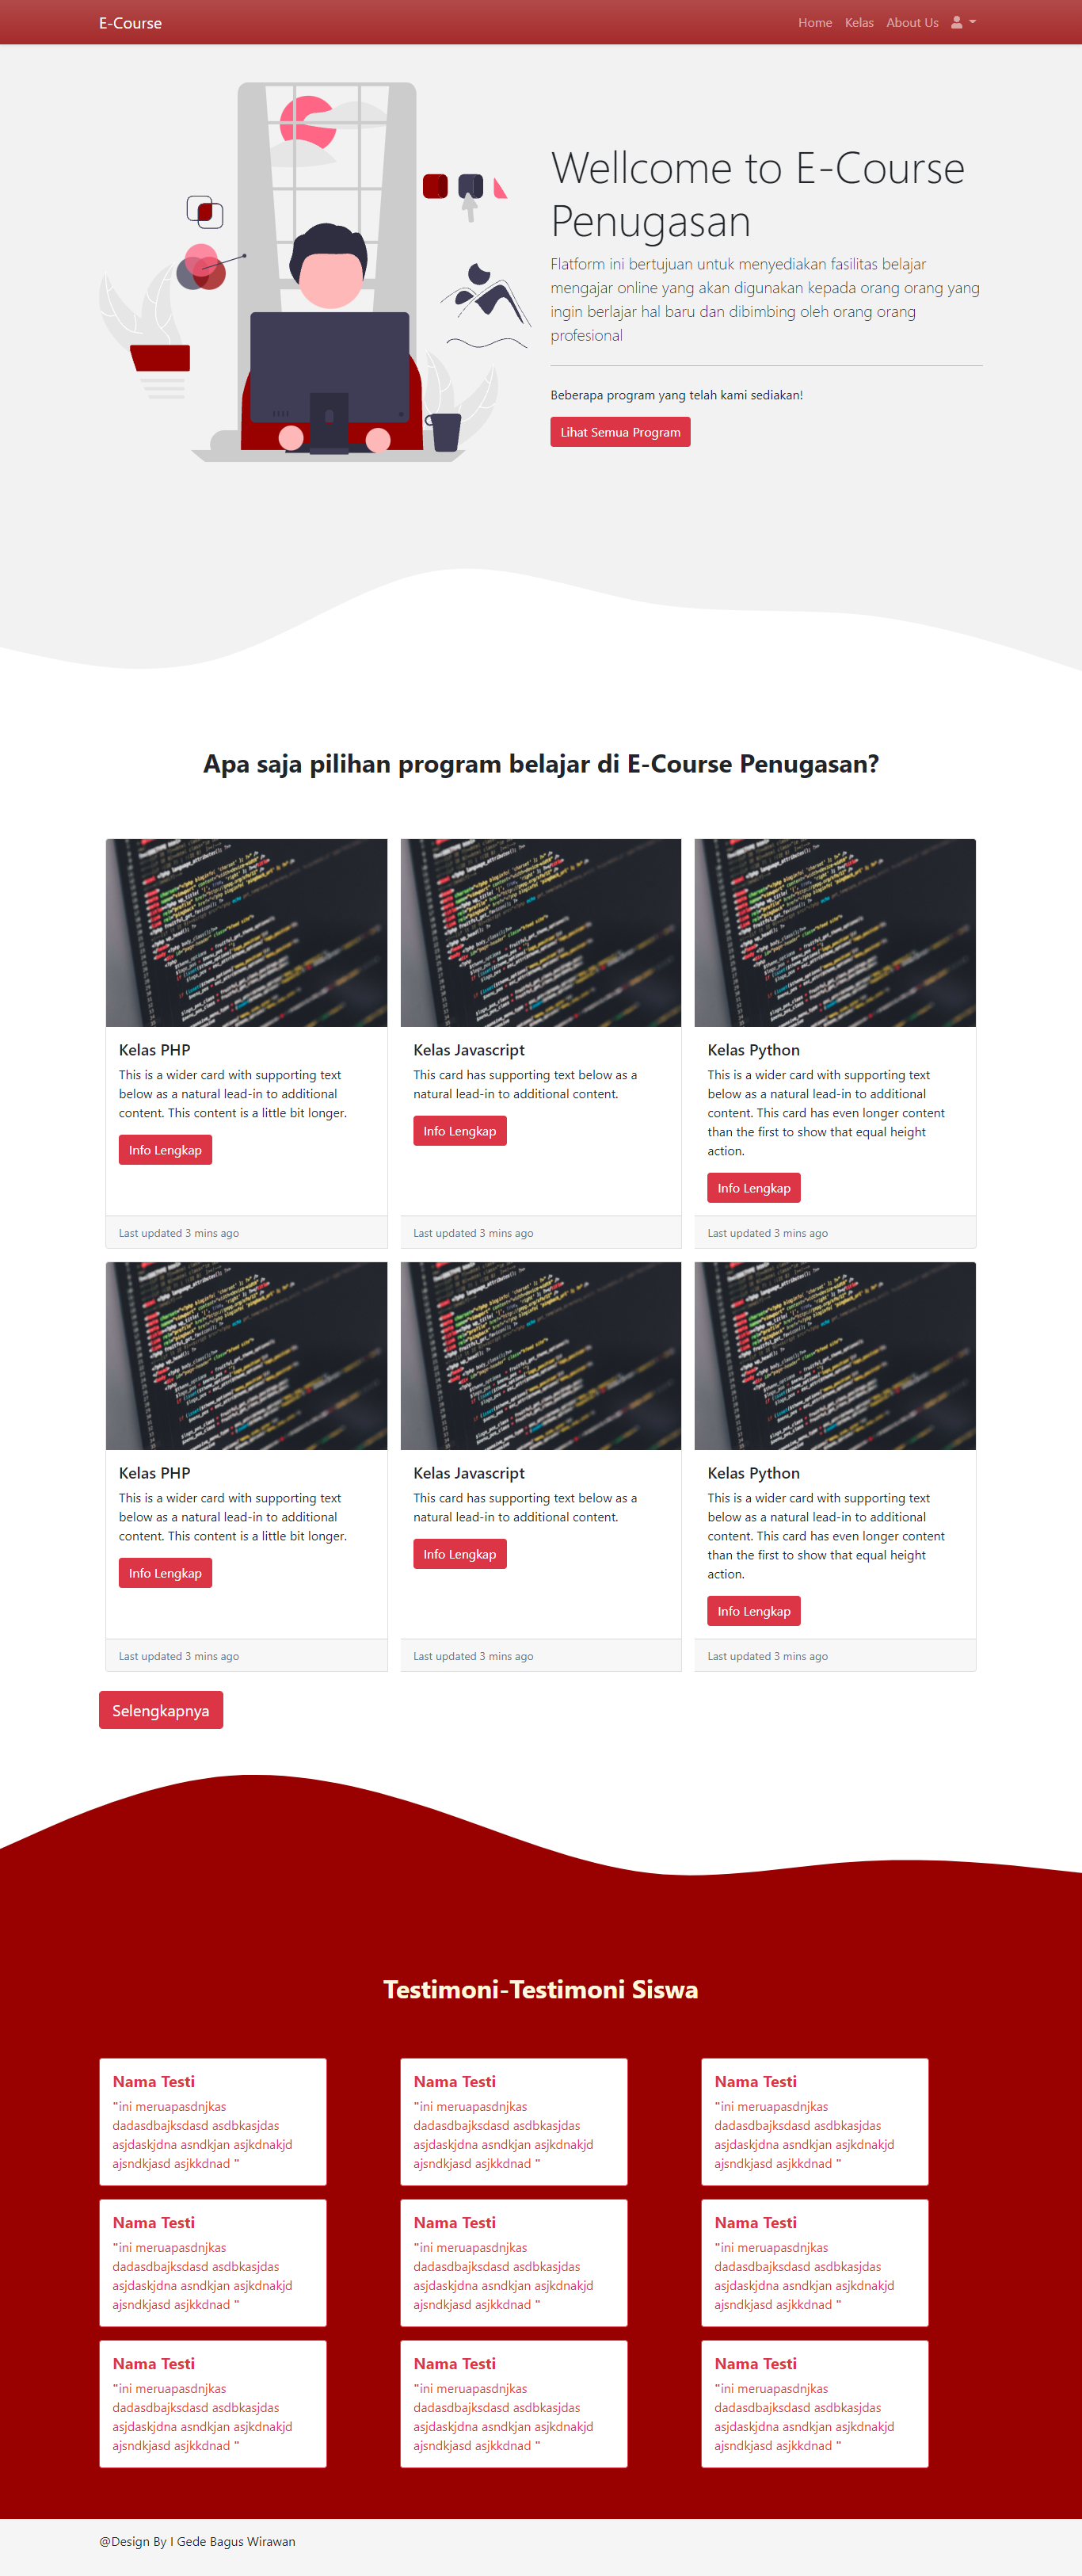 E-Course
Home Kelas About Us
Wellcome to E-Course
Penugasan
Flatform ini bertujuan untuk menyediakan fasilitas belajar
mengajar online yang akan digunakan kepada orang orang yang
ingin berlajar hal baru dan dibimbing oleh orang orang
profesional
Beberapa program yang telah kami sediakan!
Lihat Semua Program
Apa saja pilihan program belajar di E-Course Penugasan?
Kelas PHP
This is a wider card with supporting text
below as a natural lead-in to additional
content. This content is a little bit longer.
Info Lengkap
Last updated 3 mins ago
Kelas Javascript
This card has supporting text below as a
natural lead-in to additional content.
Info Lengkap
Last updated 3 mins ago
Kelas Python
This is a wider card with supporting text
below as a natural lead-in to additional
content. This card has even longer content
than the first to show that equal height
action.
Info Lengkap
Last updated 3 mins ago
Kelas PHP
This is a wider card with supporting text
below as a natural lead-in to additional
content. This content is a little bit longer.
Info Lengkap
Last updated 3 mins ago
Kelas Javascript
This card has supporting text below as a
natural lead-in to additional content.
Info Lengkap
Last updated 3 mins ago
Kelas Python
This is a wider card with supporting text
below as a natural lead-in to additional
content. This card has even longer content
than the first to show that equal height
action.
Info Lengkap
Last updated 3 mins ago
Selengkapnya
Testimoni-Testimoni Siswa
Nama Testi
"ini meruapasdnjkas
dadasdbajksdasd asdbkasjdas
asjdaskjdna asndkjan asjkdnakjd
ajsndkjasd asjkkdnad "
Nama Testi
"ini meruapasdnjkas
dadasdbajksdasd asdbkasjdas
asjdaskjdna asndkjan asjkdnakjd
ajsndkjasd asjkkdnad "
Nama Testi
"ini meruapasdnjkas
dadasdbajksdasd asdbkasjdas
asjdaskjdna asndkjan asjkdnakjd
ajsndkjasd asjkkdnad "
Nama Testi
"ini meruapasdnjkas
dadasdbajksdasd asdbkasjdas
asjdaskjdna asndkjan asjkdnakjd
ajsndkjasd asjkkdnad "
Nama Testi
"ini meruapasdnjkas
dadasdbajksdasd asdbkasjdas
asjdaskjdna asndkjan asjkdnakjd
ajsndkjasd asjkkdnad "
Nama Testi
"ini meruapasdnjkas
dadasdbajksdasd asdbkasjdas
asjdaskjdna asndkjan asjkdnakjd
ajsndkjasd asjkkdnad "
Nama Testi
"ini meruapasdnjkas
dadasdbajksdasd asdbkasjdas
asjdaskjdna asndkjan asjkdnakjd
ajsndkjasd asjkkdnad "
Nama Testi
"ini meruapasdnjkas
dadasdbajksdasd asdbkasjdas
asjdaskjdna asndkjan asjkdnakjd
ajsndkjasd asjkkdnad "
Nama Testi
"ini meruapasdnjkas
dadasdbajksdasd asdbkasjdas
asjdaskjdna asndkjan asjkdnakjd
ajsndkjasd asjkkdnad "
@Design By I Gede Bagus Wirawan